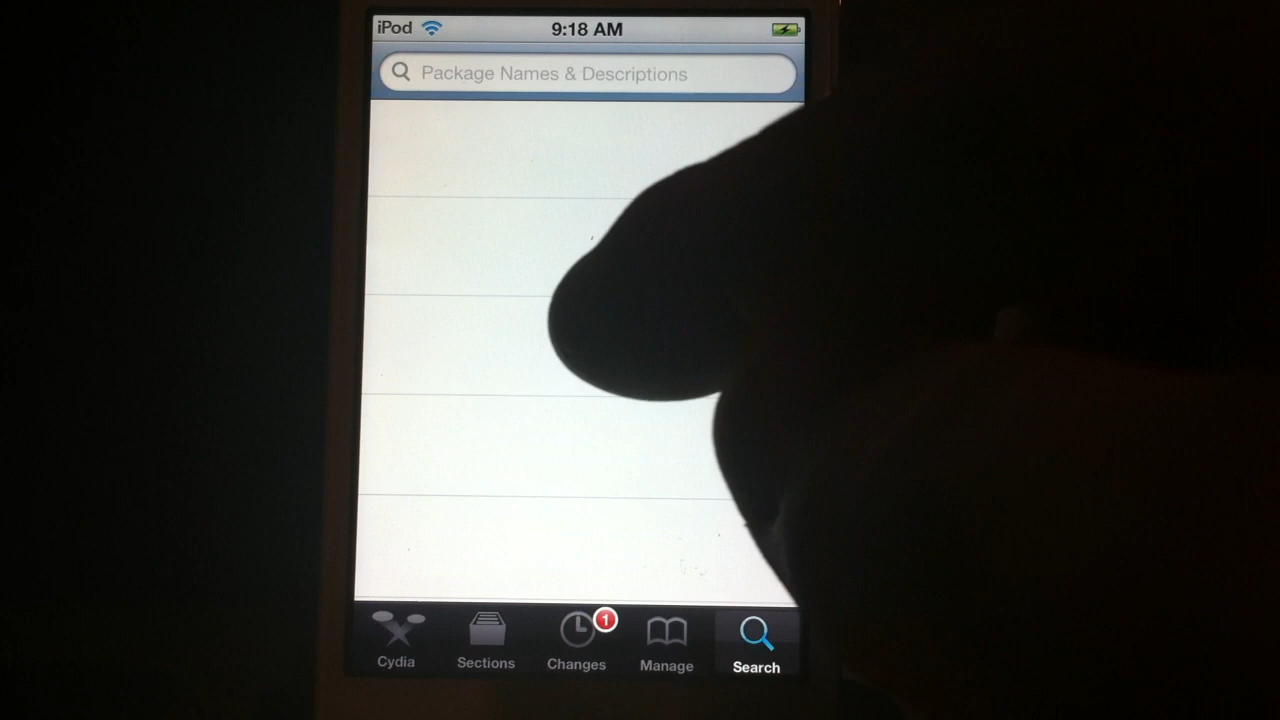 iPod 9:18 AM
Package Names & Descriptions
1
Cydia Sections Changes Manage Search